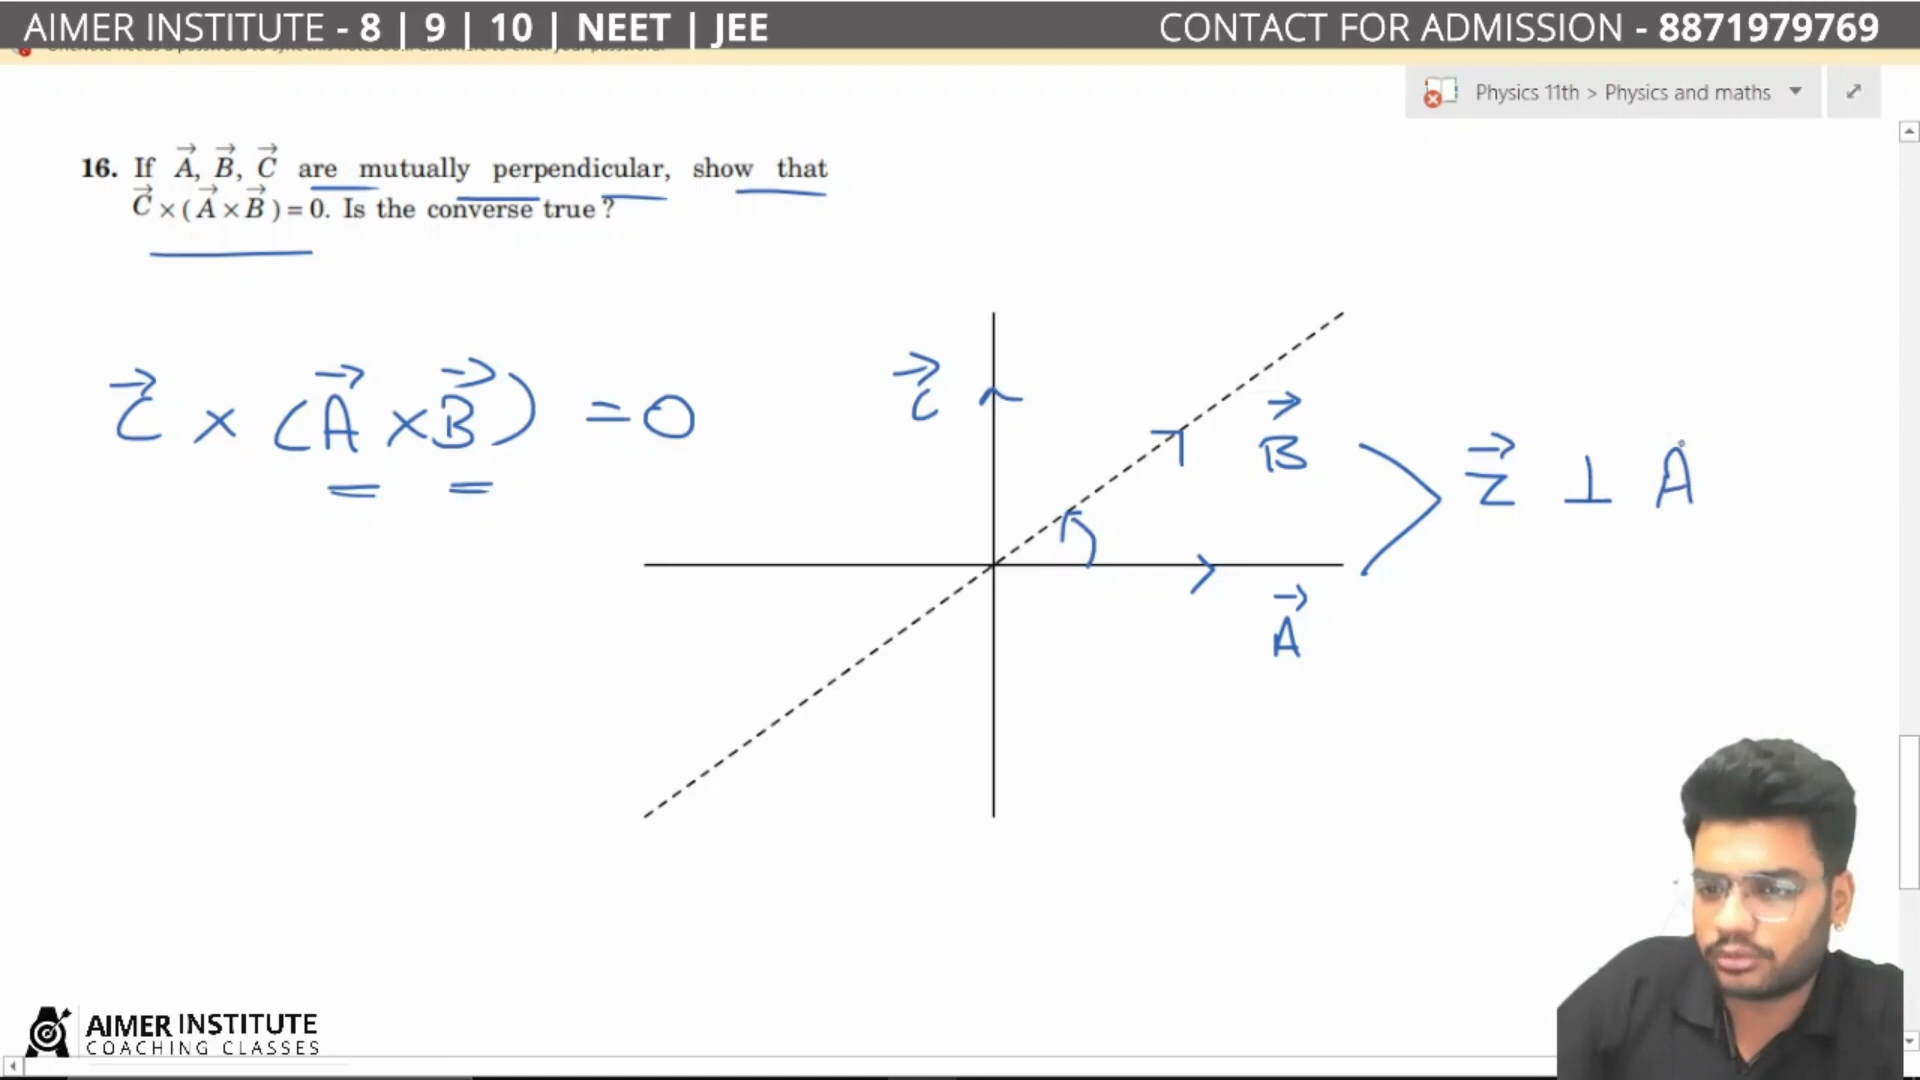 AIMER INSTITUTE - 8 | 9 | 10 | NEET | JEE
CONTACT FOR ADMISSION - 8871979769
Physics 11th > Physics and maths
16. If A⃗, B⃗, C⃗ are mutually perpendicular, show that
C⃗ × ( A⃗ × B⃗ ) = 0. Is the converse true ?
C⃗ × (A⃗ × B⃗) = 0
C⃗
B⃗
Z⃗ ⊥ A
A⃗
AIMER INSTITUTE
COACHING CLASSES